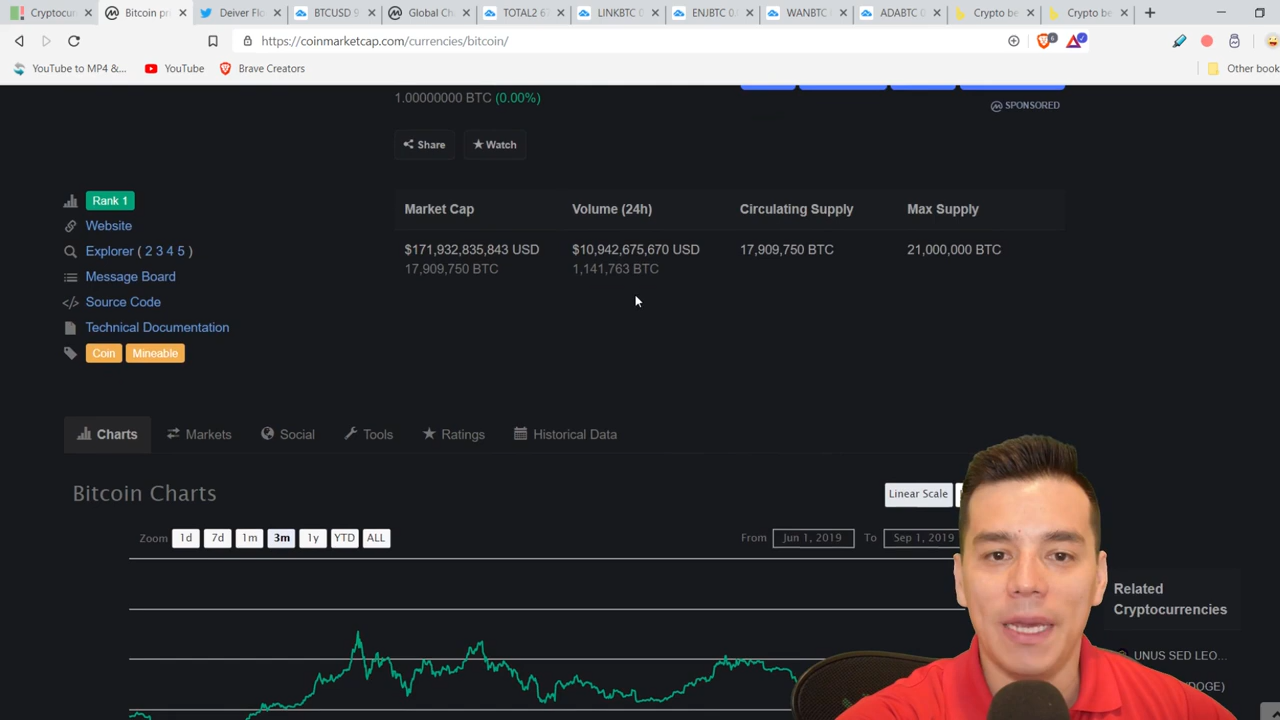 Cryptocurr
Bitcoin pri
Deiver Flo
BTCUSD 9
Global Ch
TOTAL2 6
LINKBTC
ENJBTC
WANBTC
ADABTC 0
Crypto be
Crypto be
https://coinmarketcap.com/currencies/bitcoin/
6
YouTube to MP4 &...
YouTube
Brave Creators
Other book
1.00000000 BTC (0.00%)
SPONSORED
Share
Watch
Rank 1
Website
Explorer ( 2 3 4 5 )
Message Board
Source Code
Technical Documentation
Coin Mineable
Market Cap Volume (24h) Circulating Supply Max Supply
$171,932,835,843 USD $10,942,675,670 USD 17,909,750 BTC 21,000,000 BTC
17,909,750 BTC 1,141,763 BTC
Charts Markets Social Tools Ratings Historical Data
Bitcoin Charts
Linear Scale
Zoom 1d 7d 1m 3m 1y YTD ALL
From Jun 1, 2019 To Sep 1, 2019
Related
Cryptocurrencies
UNUS SED LEO...
(DOGE)